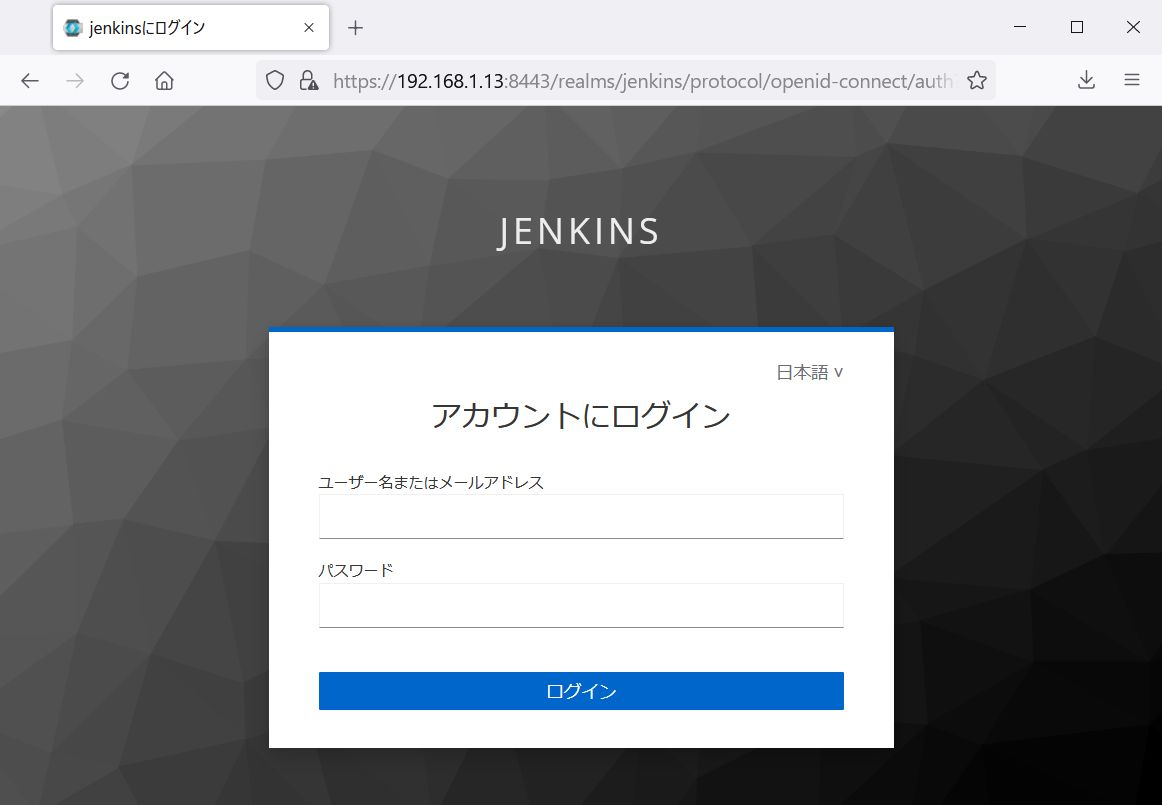 jenkinsにログイン
https://192.168.1.13:8443/realms/jenkins/protocol/openid-connect/auth
JENKINS
日本語 ˅
アカウントにログイン
ユーザー名またはメールアドレス
パスワード
ログイン